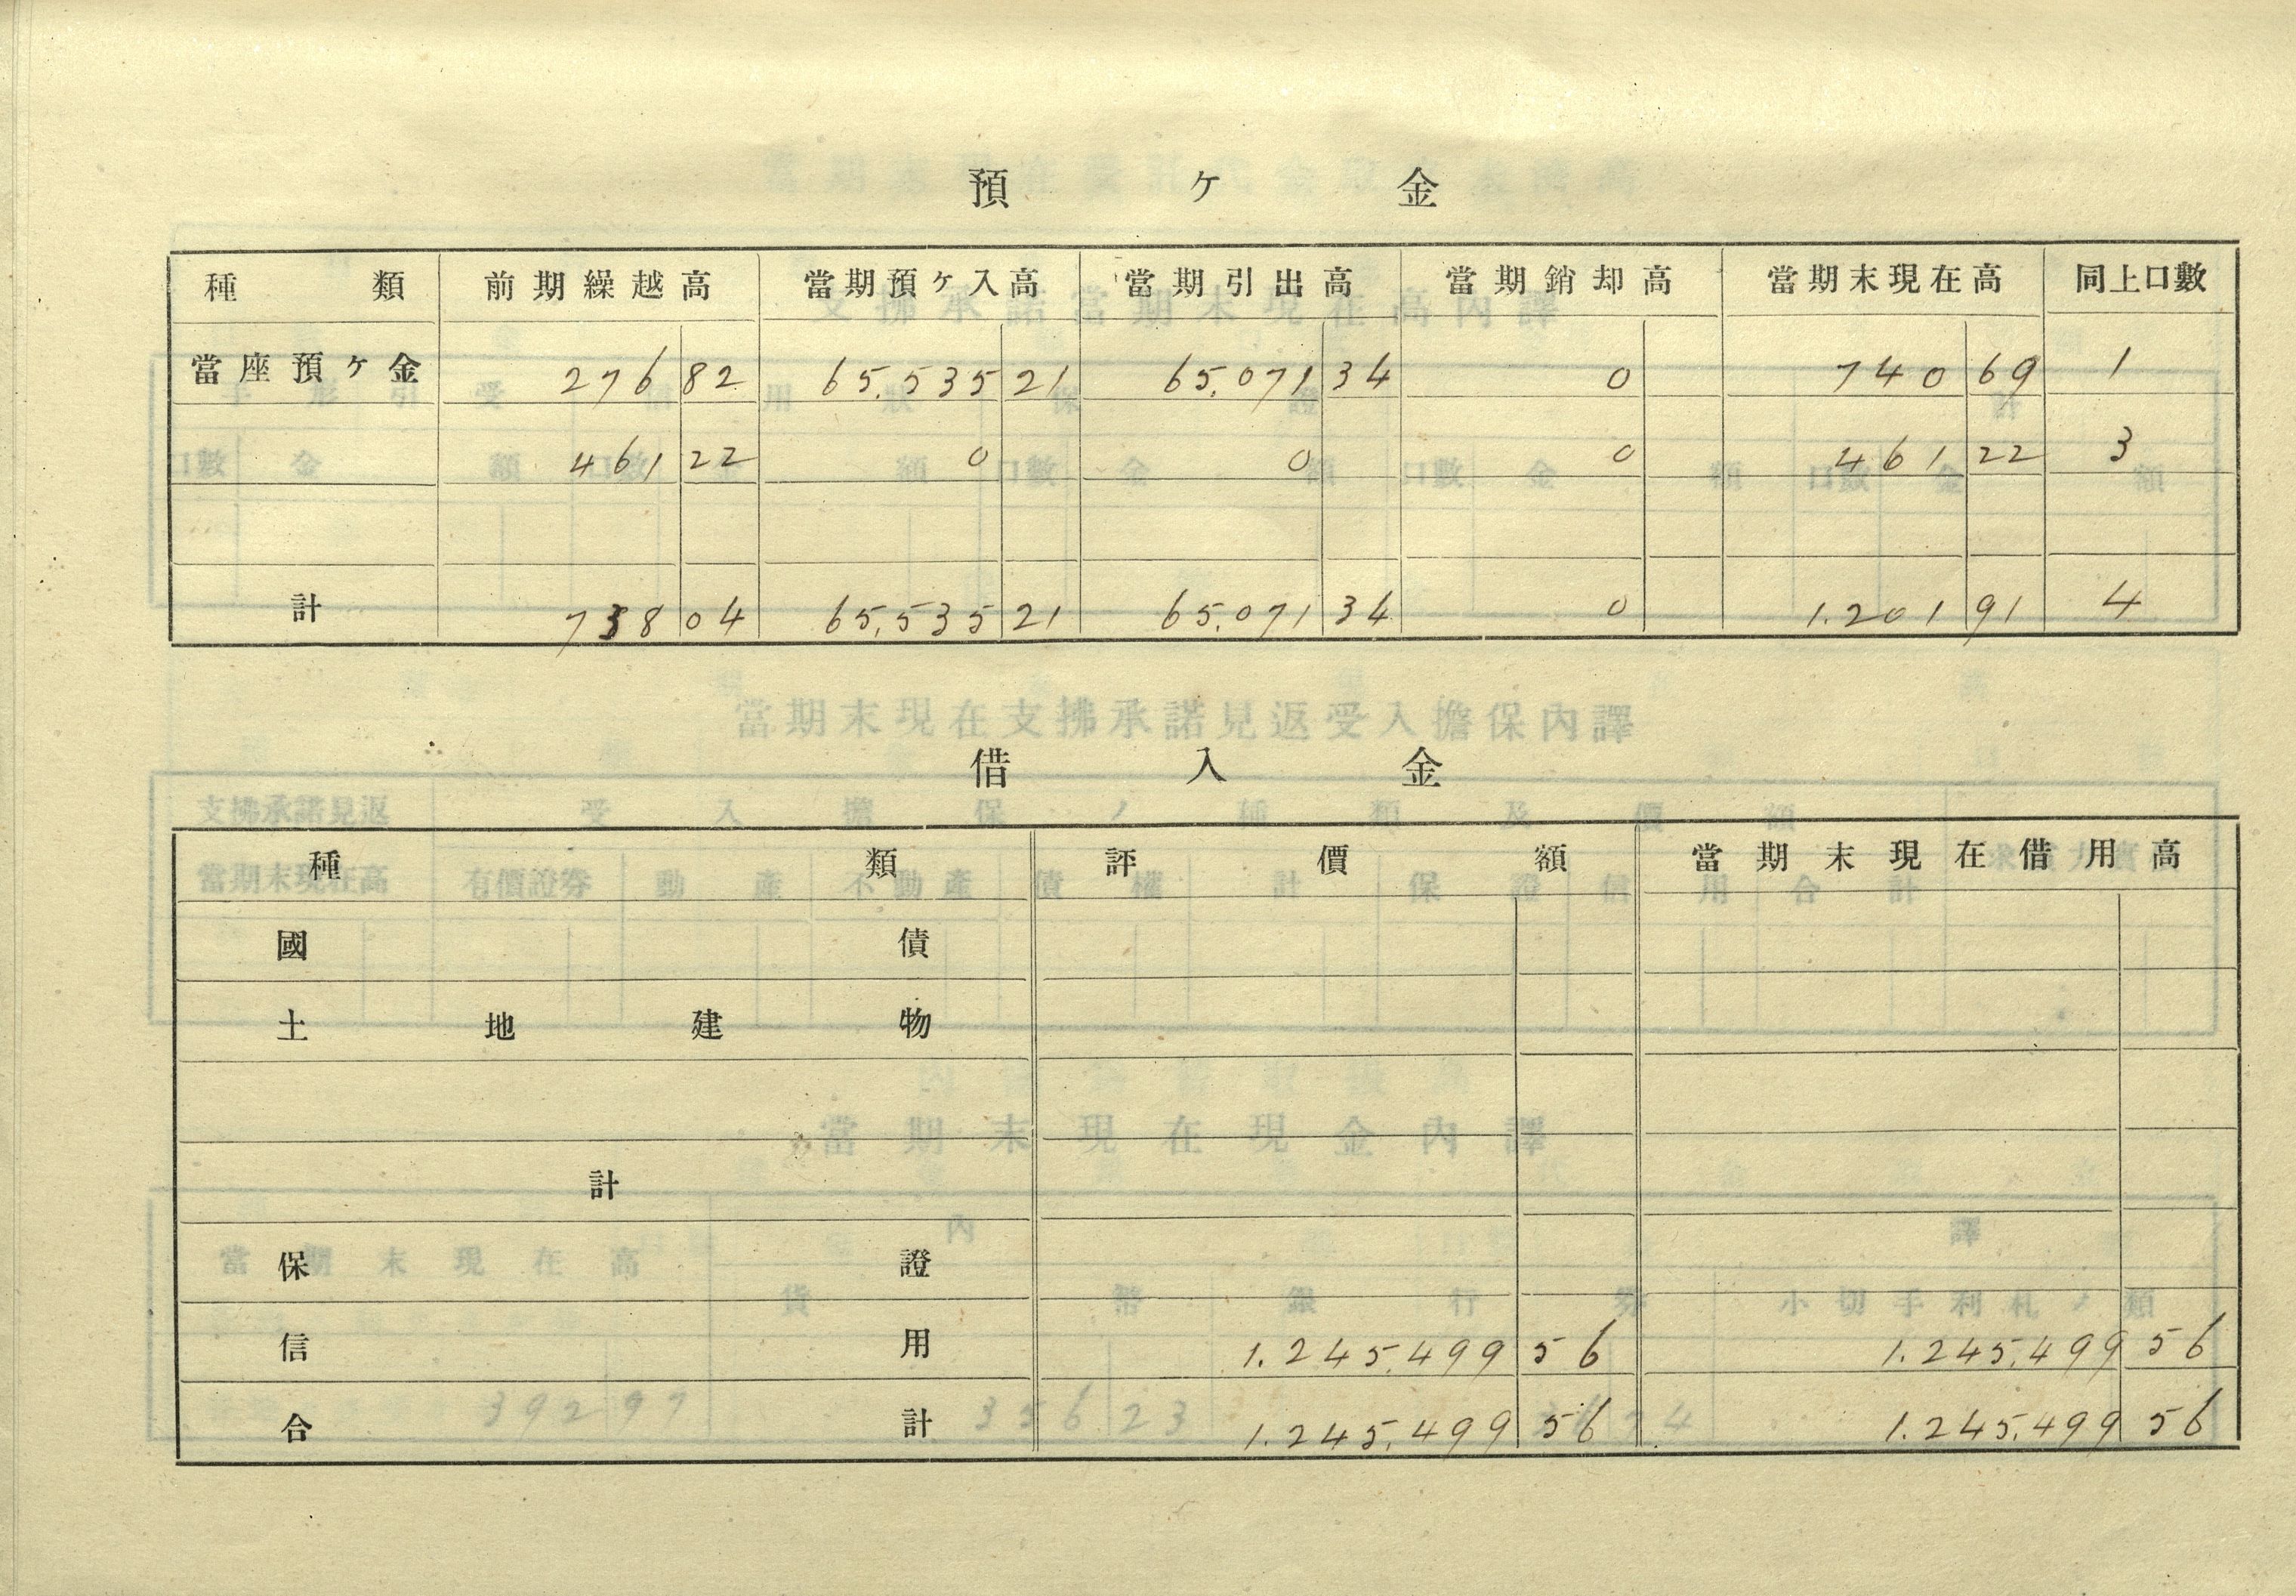 預ケ金
種類 前期繰越高 當期預ヶ入高 當期引出高 當期銷却高 當期末現在高 同上口數
當座預ヶ金 276 82 65,535 21 65,071 34 0 740 69 1
461 22 0 0 0 461 22 3
計 738 04 65,535 21 65,071 34 0 1.201 91 4
借入金
種類 評價額 當期末現在借用高
國債
土地建物
計
保證
信用 1.245,499 56 1.245,499 56
合計 1.245,499 56 1.245,499 56